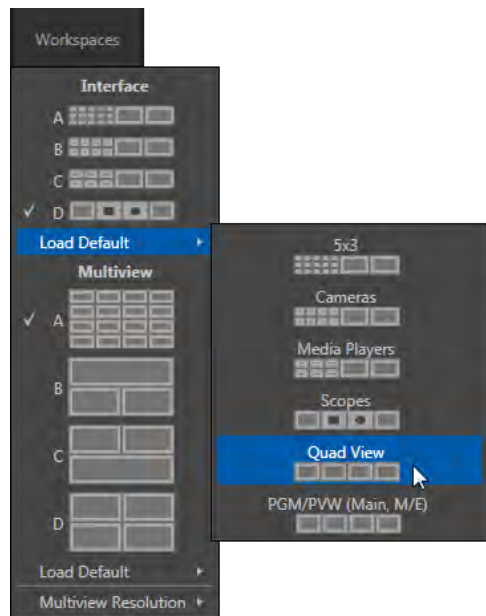 Workspaces
Interface
A
B
C
✓ D
Load Default
Multiview
✓ A
B
C
D
Load Default
Multiview Resolution
5x3
Cameras
Media Players
Scopes
Quad View
PGM/PVW (Main, M/E)